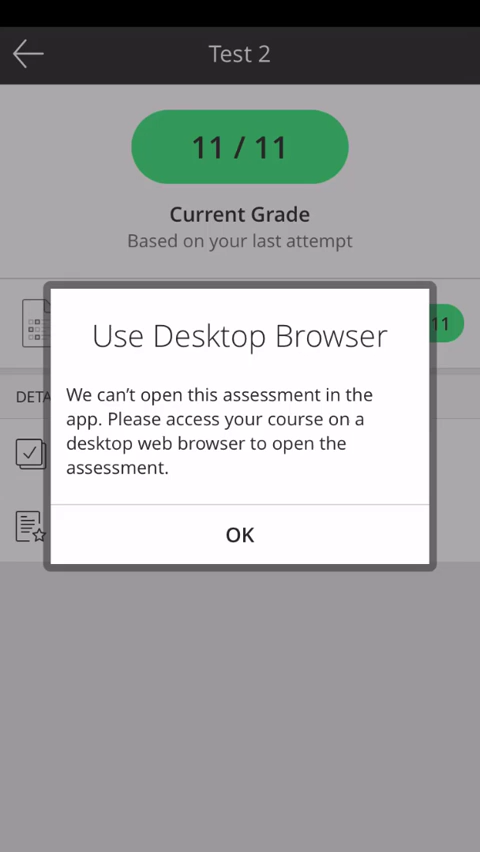 Test 2
11 / 11
Current Grade
Based on your last attempt
11
Use Desktop Browser
We can’t open this assessment in the
app. Please access your course on a
desktop web browser to open the
assessment.
DETA
OK